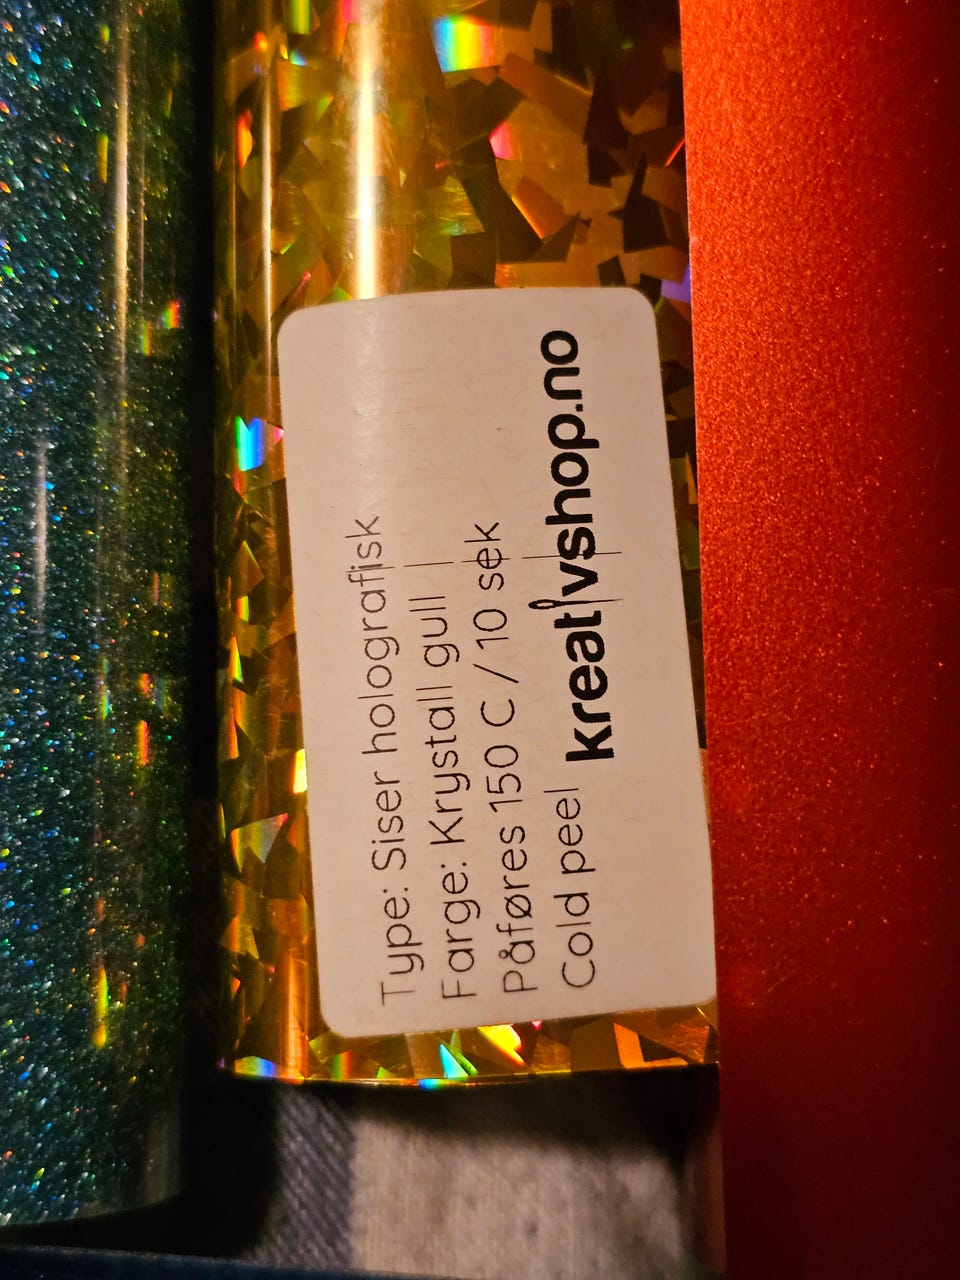 Type: Siser holografisk
Farge: Krystall gull
Påføres 150 C / 10 sek
Cold peel
kreativshop.no